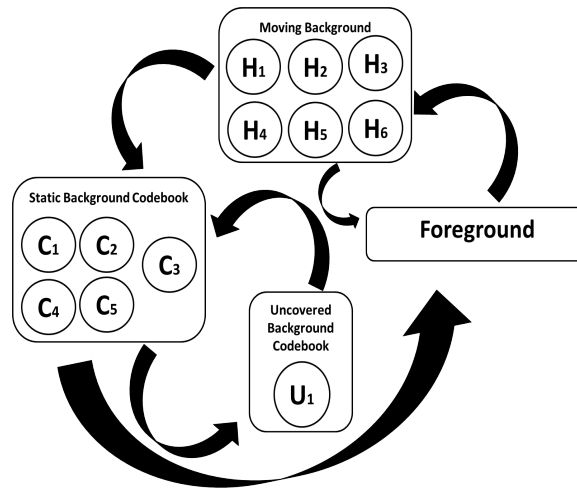 Moving Background
H1 H2 H3
H4 H5 H6
Static Background Codebook
C1 C2 C3
C4 C5
Foreground
Uncovered
Background
Codebook
U1